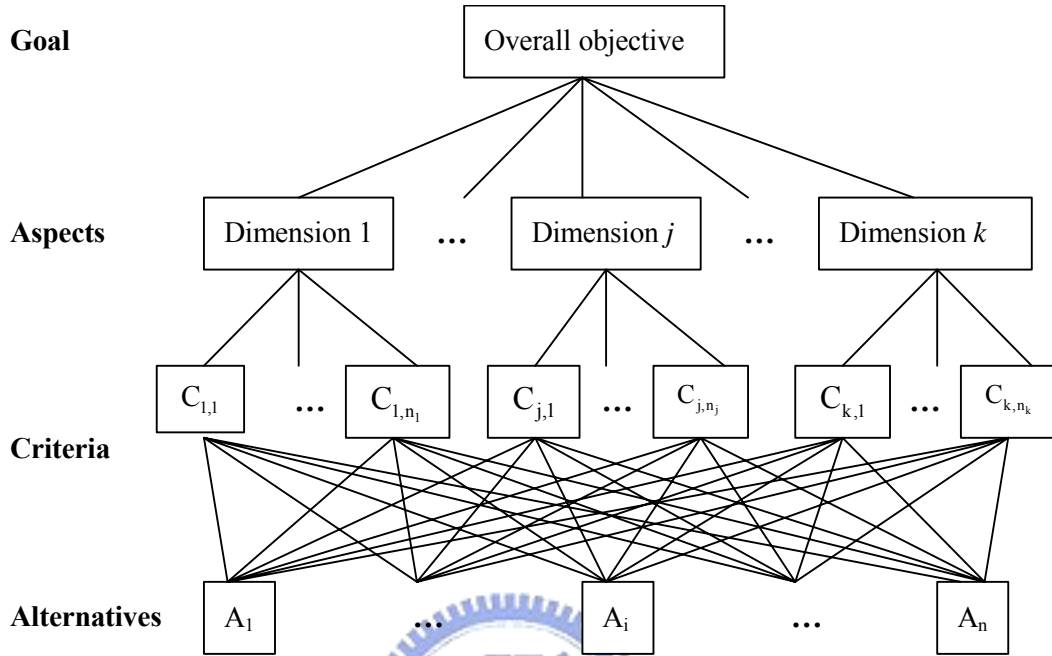 Goal
Overall objective
Aspects
Dimension 1 ... Dimension j ... Dimension k
C1,1 ... C1,n1 Cj,1 ... Cj,nj Ck,1 ... Ck,nk
Criteria
Alternatives A1 ... Ai ... An